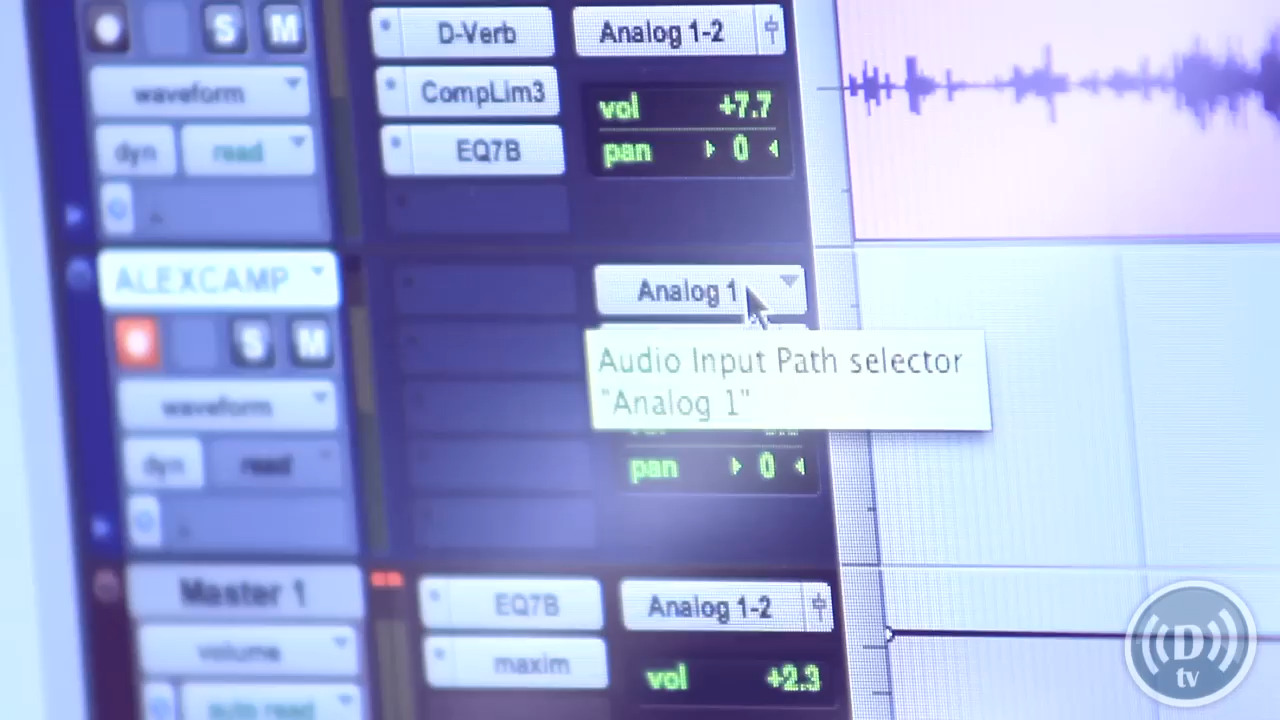 S M
D-Verb
Analog 1-2
waveform
CompLim3
vol +7.7
dyn read
EQ7B
pan 0
ALEXCAMP
Analog 1
S M
Audio Input Path selector
"Analog 1"
waveform
dyn read
pan 0
Master 1
EQ7B
Analog 1-2
volume
maxim
vol +2.3
auto read
D
tv